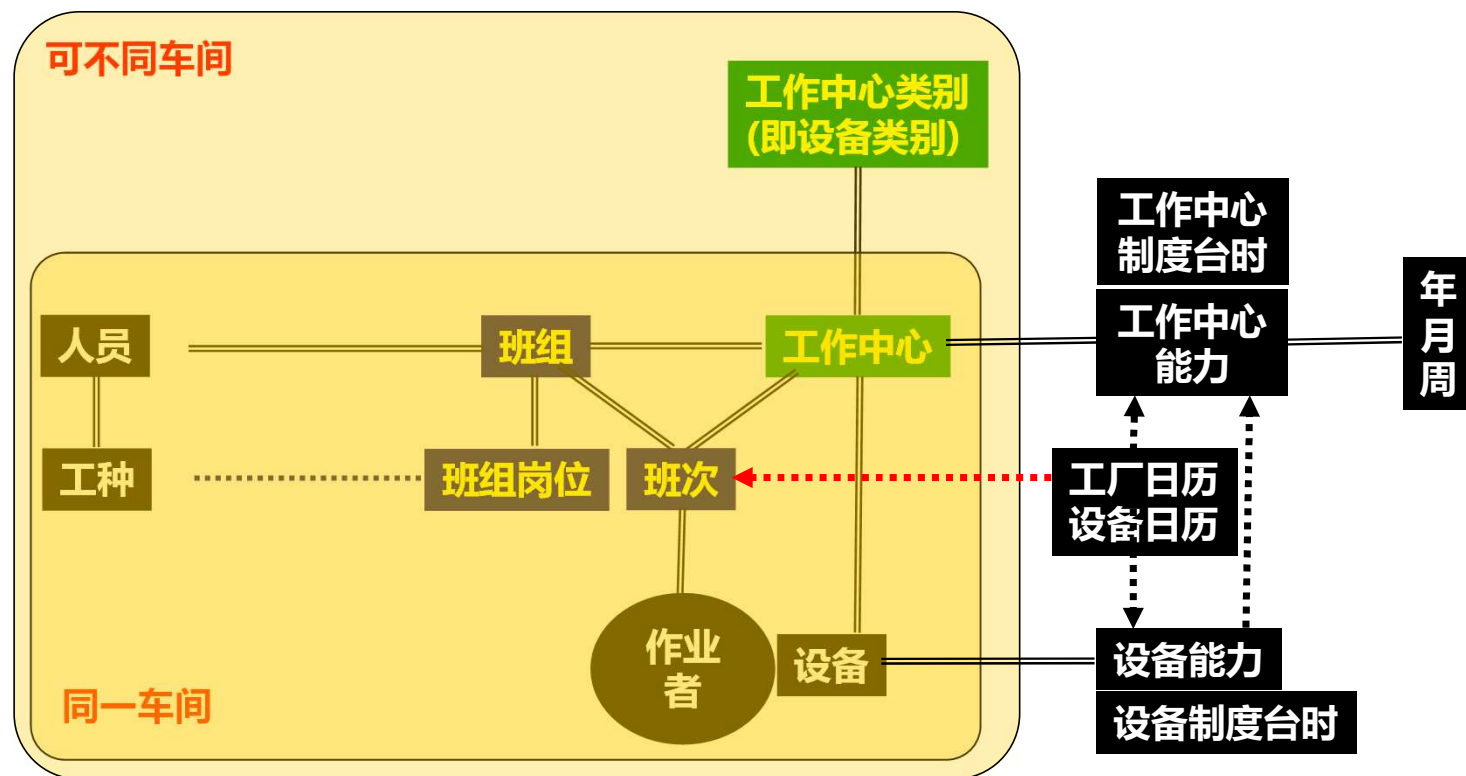 可不同车间
工作中心类别
(即设备类别)
工作中心
制度台时
年
月
周
人员
班组
工作中心
工作中心
能力
工种
班组岗位
班次
工厂日历
设备日历
作业
者
设备
设备能力
同一车间
设备制度台时